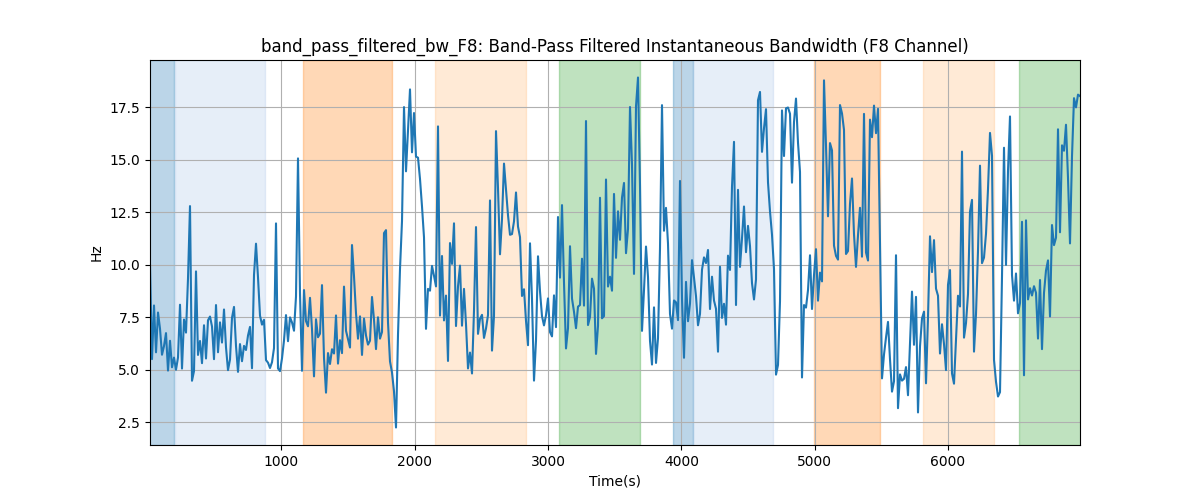 band_pass_filtered_bw_F8: Band-Pass Filtered Instantaneous Bandwidth (F8 Channel)
17.5
15.0
12.5
10.0
7.5
5.0
2.5
Hz
1000 2000 3000 4000 5000 6000
Time(s)